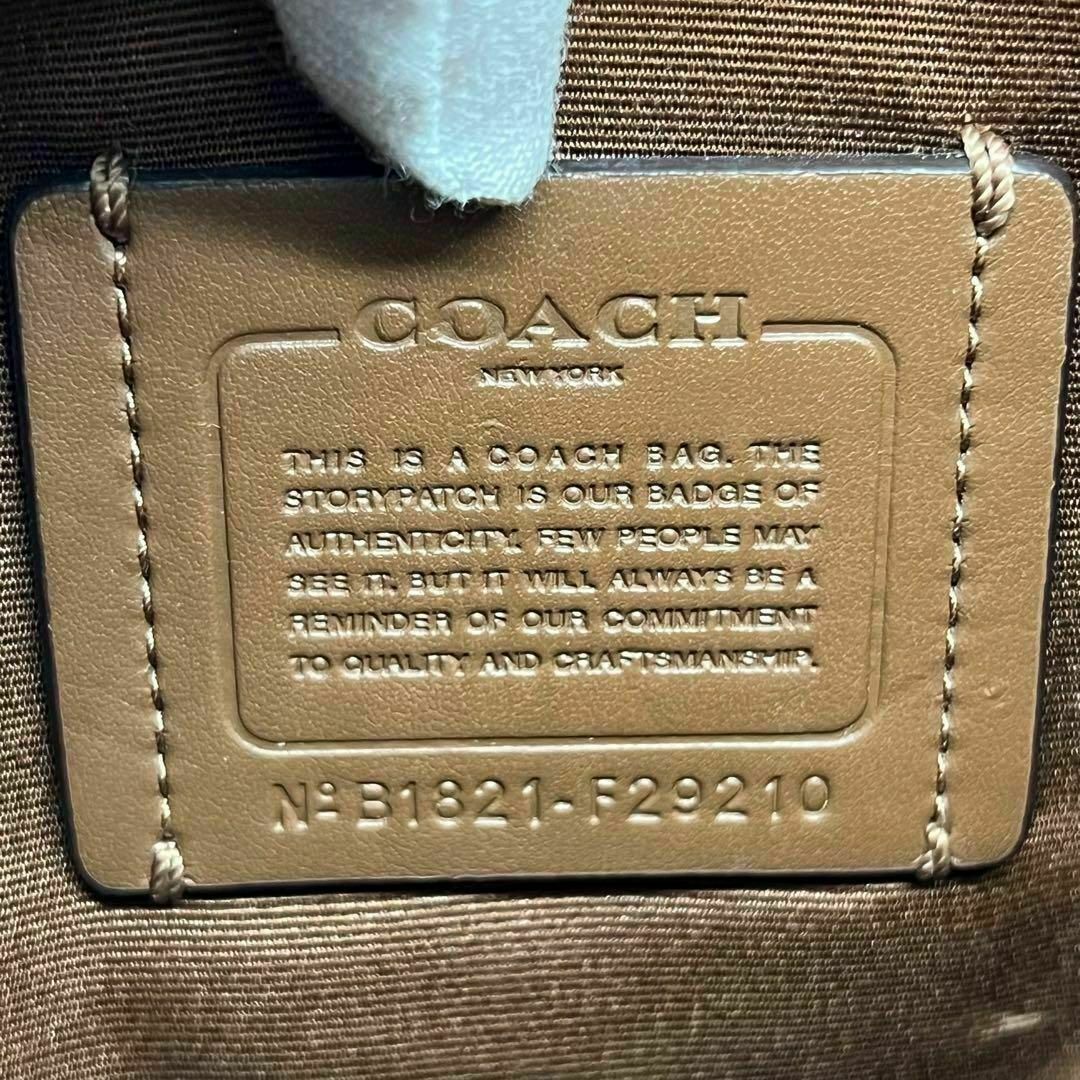 COACH
NEW YORK
THIS IS A COACH BAG. THE
STORYPATCH IS OUR BADGE OF
AUTHENTICITY. FEW PEOPLE MAY
SEE IT. BUT IT WILL ALWAYS BE A
REMINDER OF OUR COMMITMENT
TO QUALITY AND CRAFTSMANSHIP.
Nº B1821-F29210